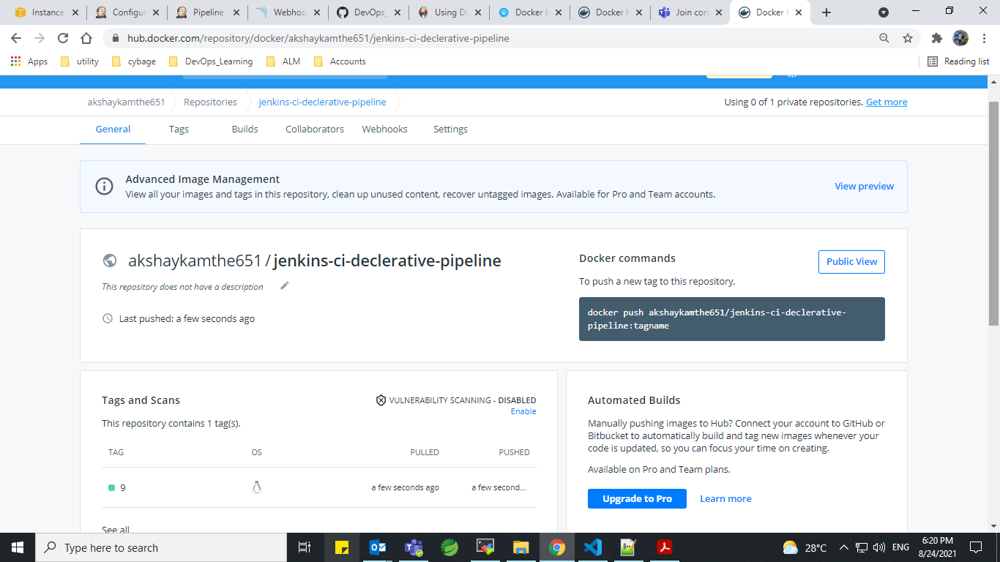 Instance
Configur
Pipeline
Webhoo
DevOps_
Using Do
Docker b
Docker H
Join con
Docker H
hub.docker.com/repository/docker/akshaykamthe651/jenkins-ci-declerative-pipeline
Apps
utility
cybage
DevOps_Learning
ALM
Accounts
Reading list
akshaykamthe651
Repositories
jenkins-ci-declerative-pipeline
Using 0 of 1 private repositories. Get more
General
Tags
Builds
Collaborators
Webhooks
Settings
Advanced Image Management
View all your images and tags in this repository, clean up unused content, recover untagged images. Available for Pro and Team accounts.
View preview
akshaykamthe651 / jenkins-ci-declerative-pipeline
This repository does not have a description
Last pushed: a few seconds ago
Docker commands
Public View
To push a new tag to this repository,
docker push akshaykamthe651/jenkins-ci-declerative-
pipeline:tagname
Tags and Scans
VULNERABILITY SCANNING - DISABLED
Enable
This repository contains 1 tag(s).
TAG
OS
PULLED
PUSHED
9
a few seconds ago
a few second...
See all
Automated Builds
Manually pushing images to Hub? Connect your account to GitHub or
Bitbucket to automatically build and tag new images whenever your
code is updated, so you can focus your time on creating.
Available on Pro and Team plans.
Upgrade to Pro
Learn more
Type here to search
28°C
ENG
6:20 PM
8/24/2021